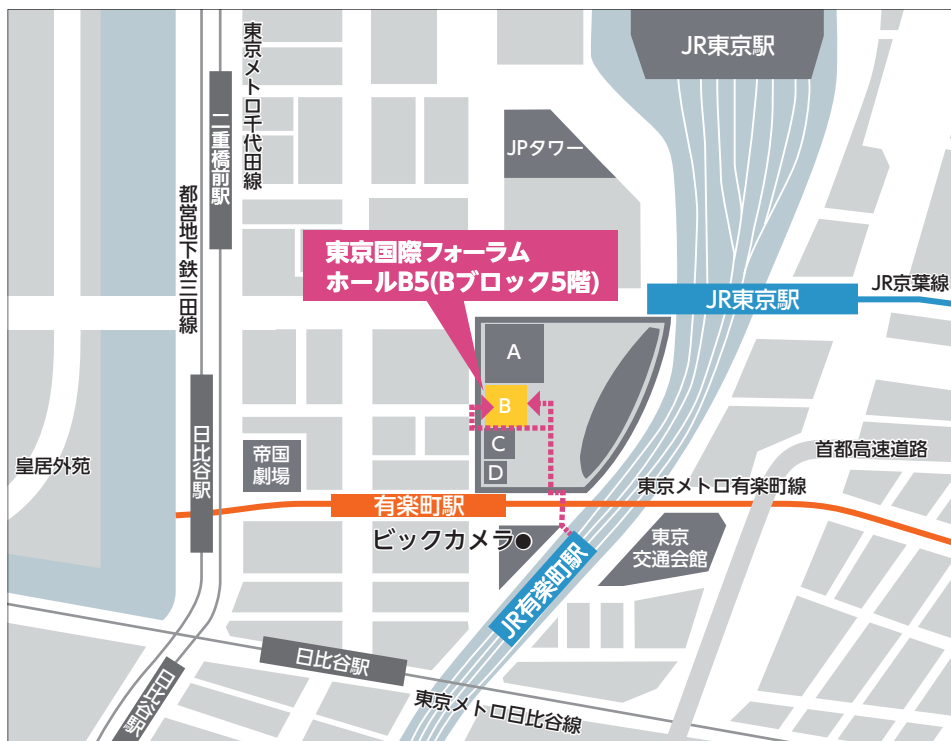 JR東京駅
東京メトロ千代田線
二重橋前駅
JPタワー
都営地下鉄三田線
東京国際フォーラム
ホールB5(Bブロック5階)
JR京葉線
JR東京駅
A
B
C
D
日比谷駅
帝国
劇場
皇居外苑
首都高速道路
東京メトロ有楽町線
有楽町駅
ビックカメラ
東京
交通会館
JR有楽町駅
日比谷駅
日比谷駅
東京メトロ日比谷線